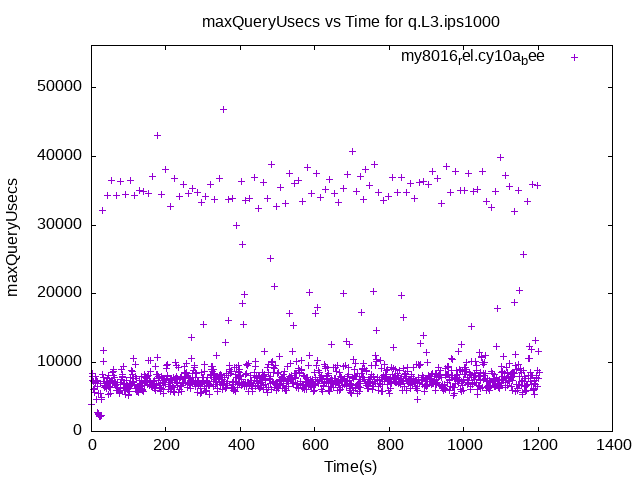 maxQueryUsecs vs Time for q.L3.ips1000
my8016rel.cy10abee
maxQueryUsecs
50000
40000
30000
20000
10000
0
0 200 400 600 800 1000 1200 1400
Time(s)